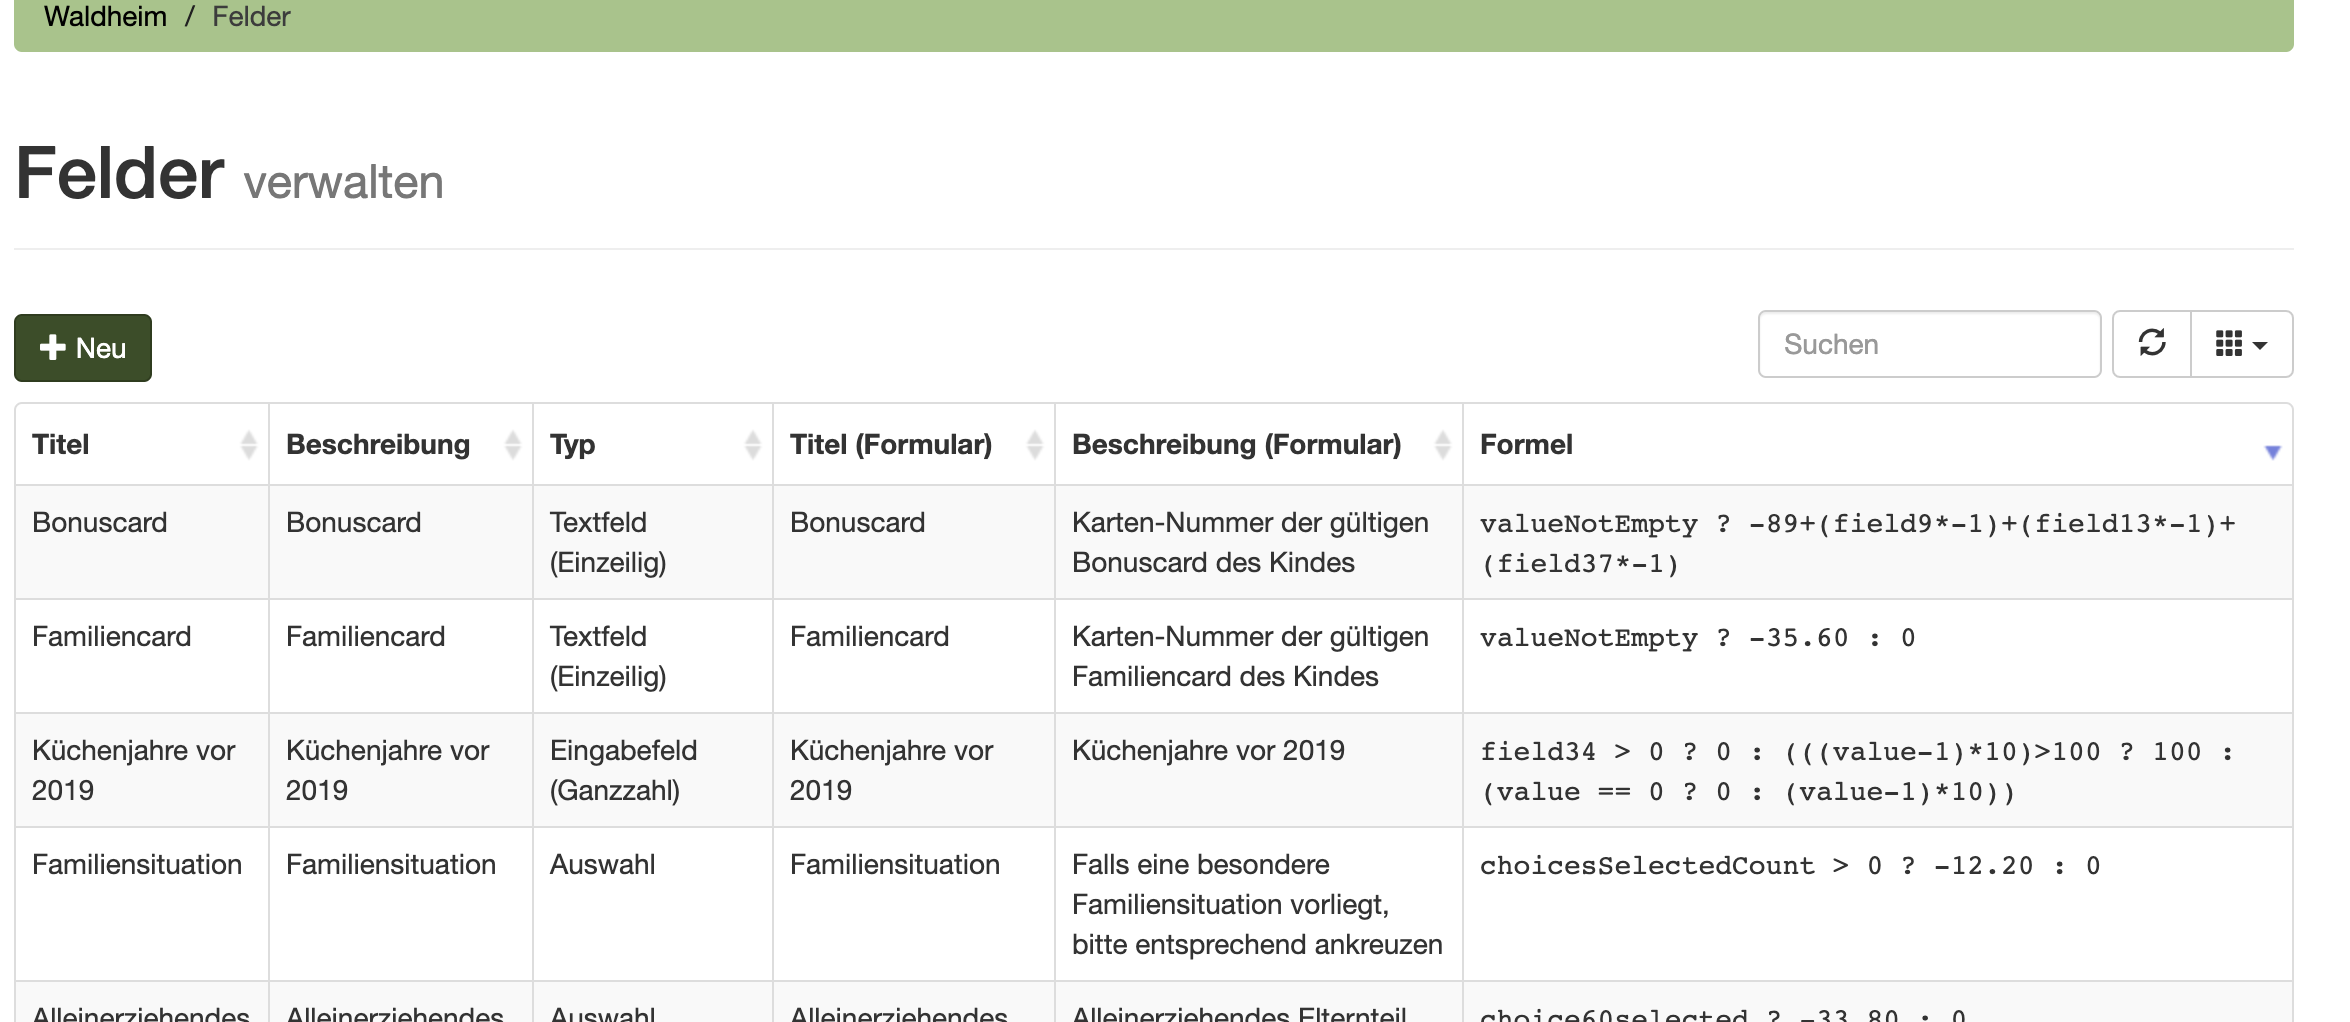 Waldheim / Felder
Felder verwalten
Neu
Suchen
Titel Beschreibung Typ Titel (Formular) Beschreibung (Formular) Formel
Bonuscard Bonuscard Textfeld Bonuscard Karten-Nummer der gültigen valueNotEmpty ? -89+(field9*-1)+(field13*-1)+
(Einzeilig) Bonuscard des Kindes (field37*-1)
Familiencard Familiencard Textfeld Familiencard Karten-Nummer der gültigen valueNotEmpty ? -35.60 : 0
(Einzeilig) Familiencard des Kindes
Küchenjahre vor Küchenjahre vor Eingabefeld Küchenjahre vor Küchenjahre vor 2019 field34 > 0 ? 0 : (((value-1)*10)>100 ? 100 :
2019 2019 (Ganzzahl) 2019 (value == 0 ? 0 : (value-1)*10))
Familiensituation Familiensituation Auswahl Familiensituation Falls eine besondere choicesSelectedCount > 0 ? -12.20 : 0
Familiensituation vorliegt,
bitte entsprechend ankreuzen
Alleinerziehendes Alleinerziehendes Auswahl Alleinerziehendes Alleinerziehendes Elternteil choice60selected ? -33.80 : 0